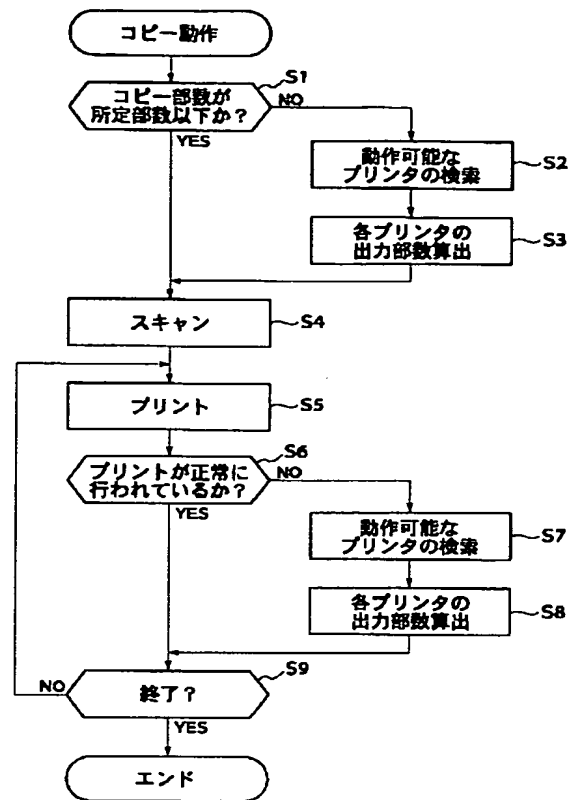 コピー動作
S1
コピー部数が
所定部数以下か?
NO
YES
動作可能な
プリンタの検索
S2
各プリンタの
出力部数算出
S3
スキャン
S4
プリント
S5
S6
プリントが正常に
行われているか?
NO
YES
動作可能な
プリンタの検索
S7
各プリンタの
出力部数算出
S8
S9
NO
終了?
YES
エンド